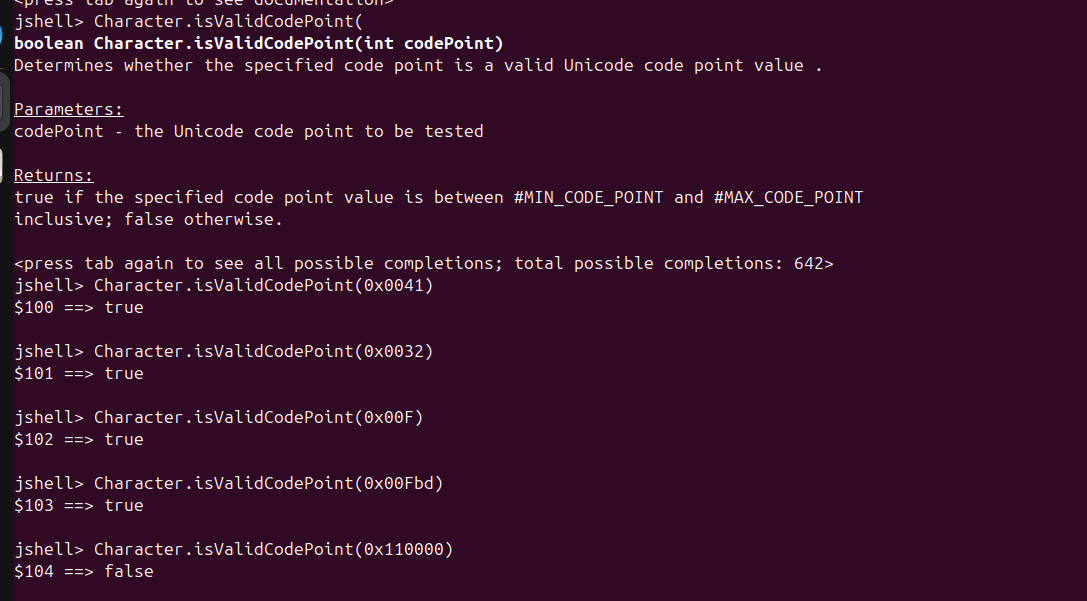 <press tab again to see documentation>
jshell> Character.isValidCodePoint(
boolean Character.isValidCodePoint(int codePoint)
Determines whether the specified code point is a valid Unicode code point value .
Parameters:
codePoint - the Unicode code point to be tested
Returns:
true if the specified code point value is between #MIN_CODE_POINT and #MAX_CODE_POINT
inclusive; false otherwise.
<press tab again to see all possible completions; total possible completions: 642>
jshell> Character.isValidCodePoint(0x0041)
$100 ==> true
jshell> Character.isValidCodePoint(0x0032)
$101 ==> true
jshell> Character.isValidCodePoint(0x00F)
$102 ==> true
jshell> Character.isValidCodePoint(0x00Fbd)
$103 ==> true
jshell> Character.isValidCodePoint(0x110000)
$104 ==> false